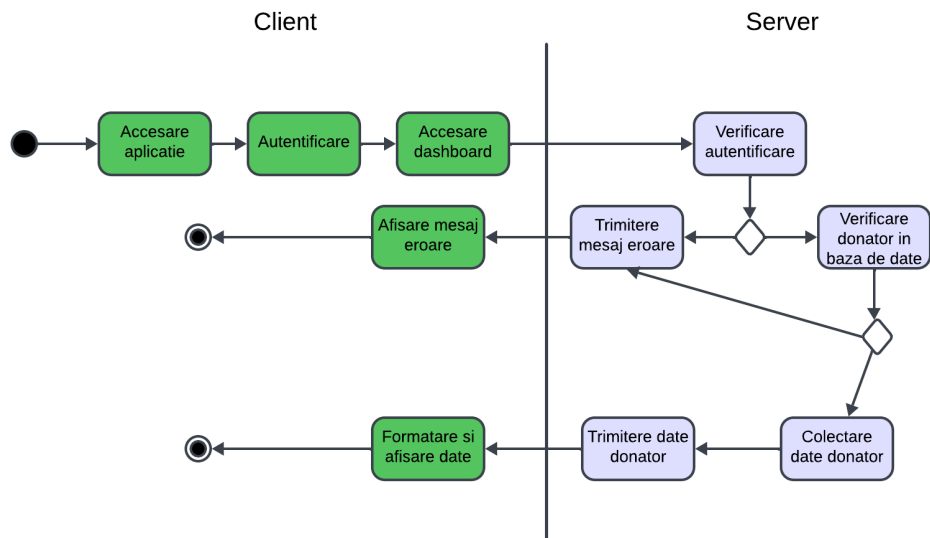 Client
Server
Accesare
aplicatie
Autentificare
Accesare
dashboard
Verificare
autentificare
Afisare mesaj
eroare
Trimitere
mesaj eroare
Verificare
donator in
baza de date
Formatare si
afisare date
Trimitere date
donator
Colectare
date donator